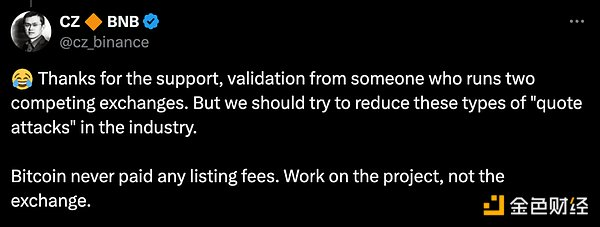 CZ 🔶 BNB
@cz_binance
😂 Thanks for the support, validation from someone who runs two
competing exchanges. But we should try to reduce these types of "quote
attacks" in the industry.
Bitcoin never paid any listing fees. Work on the project, not the
exchange.
金色财经